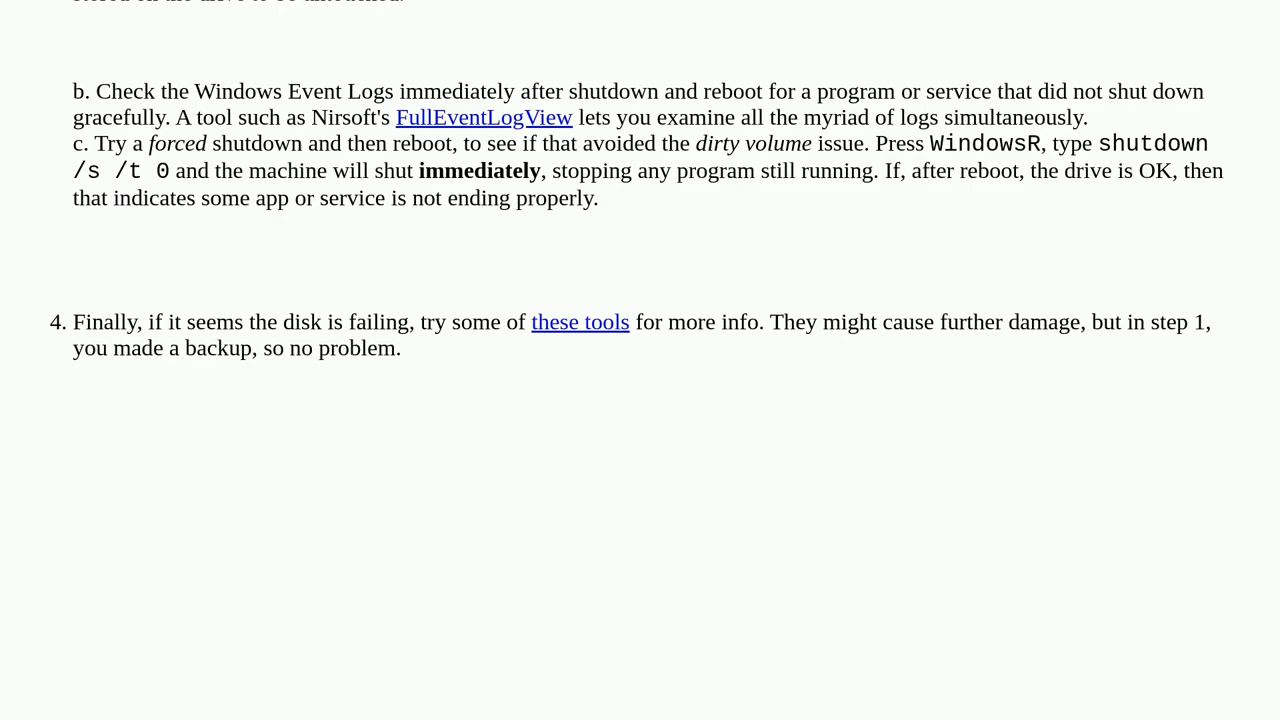 b. Check the Windows Event Logs immediately after shutdown and reboot for a program or service that did not shut down
gracefully. A tool such as Nirsoft's FullEventLogView lets you examine all the myriad of logs simultaneously.
c. Try a forced shutdown and then reboot, to see if that avoided the dirty volume issue. Press WindowsR, type shutdown
/s /t 0 and the machine will shut immediately, stopping any program still running. If, after reboot, the drive is OK, then
that indicates some app or service is not ending properly.
4. Finally, if it seems the disk is failing, try some of these tools for more info. They might cause further damage, but in step 1,
you made a backup, so no problem.